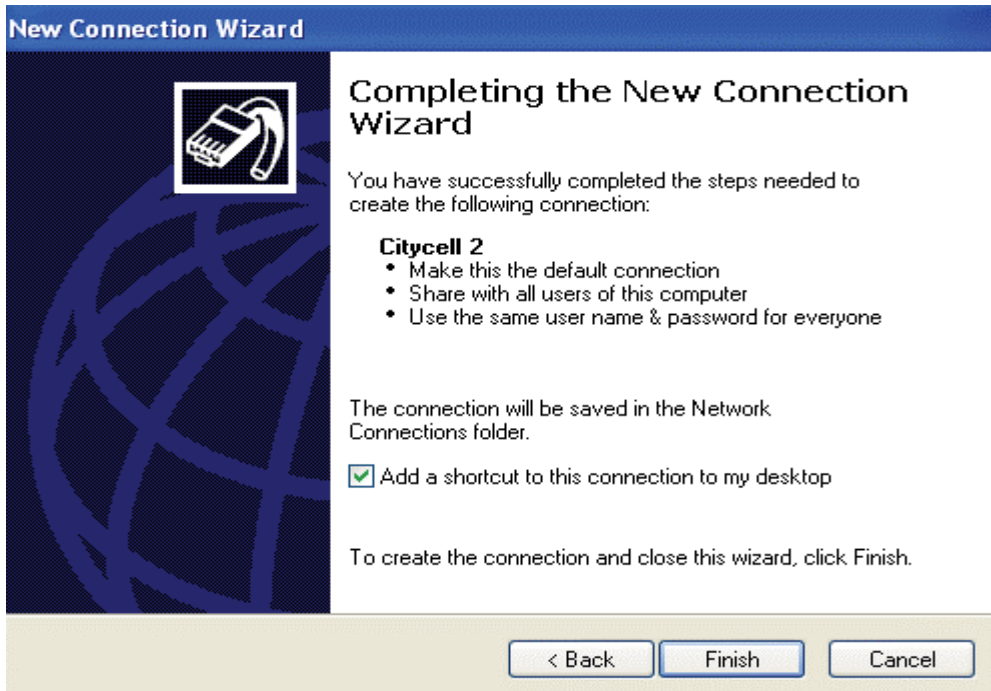 New Connection Wizard
Completing the New Connection
Wizard
You have successfully completed the steps needed to
create the following connection:
Citycell 2
• Make this the default connection
• Share with all users of this computer
• Use the same user name & password for everyone
The connection will be saved in the Network
Connections folder.
Add a shortcut to this connection to my desktop
To create the connection and close this wizard, click Finish.
< Back Finish Cancel